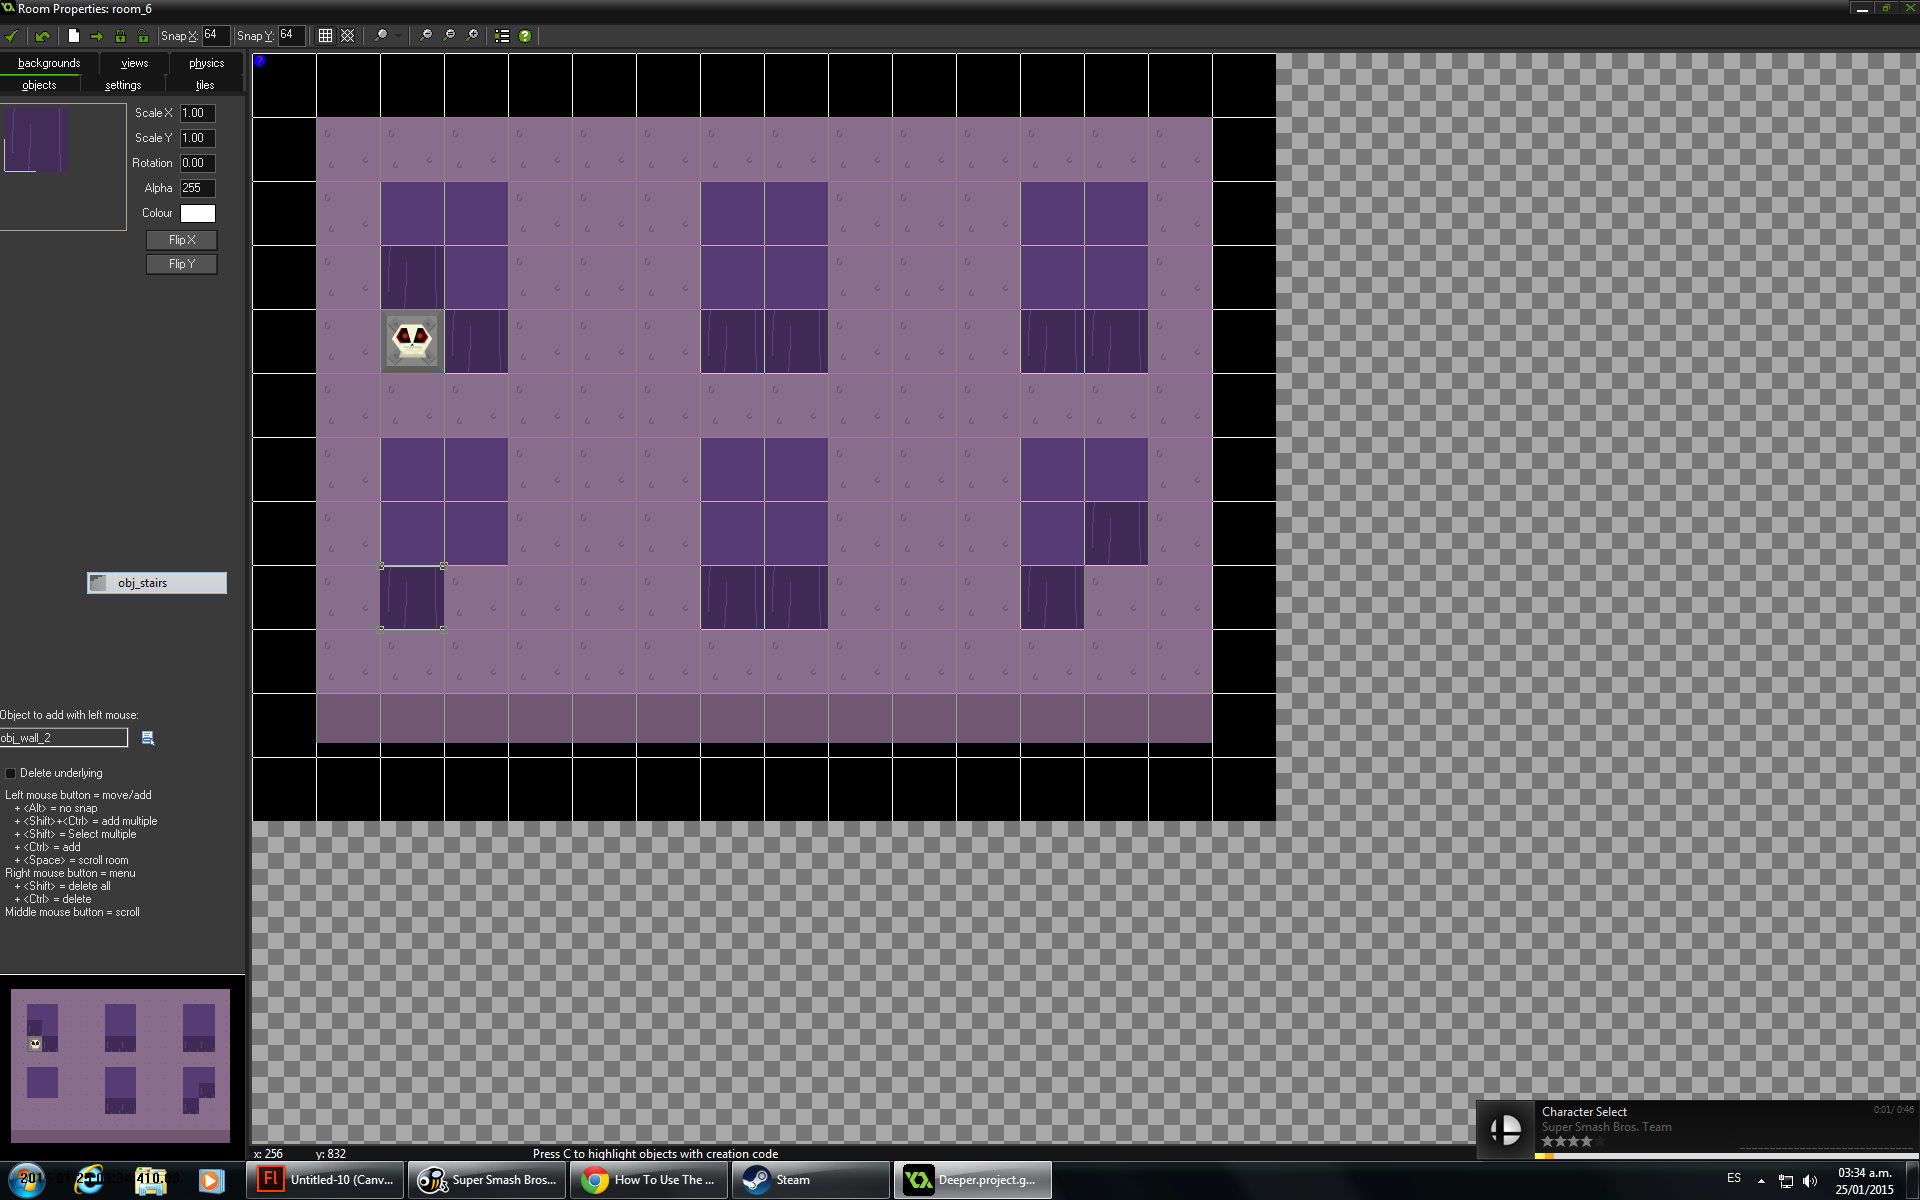 Room Properties: room_6
Snap X: 64 Snap Y: 64
backgrounds views physics
objects settings tiles
Scale X 1.00
Scale Y 1.00
Rotation 0.00
Alpha 255
Colour
Flip X
Flip Y
obj_stairs
Object to add with left mouse:
obj_wall_2
Delete underlying
Left mouse button = move/add
+ <Alt> = no snap
+ <Shift>+<Ctrl> = add multiple
+ <Shift> = Select multiple
+ <Ctrl> = add
+ <Space> = scroll room
Right mouse button = menu
+ <Shift> = delete all
+ <Ctrl> = delete
Middle mouse button = scroll
x: 256 y: 832 Press C to highlight objects with creation code
Character Select 0:01/ 0:46
Super Smash Bros. Team
Fl Untitled-10 (Canv... Super Smash Bros... How To Use The ... Steam Deeper.project.g...
ES 03:34 a.m.
25/01/2015